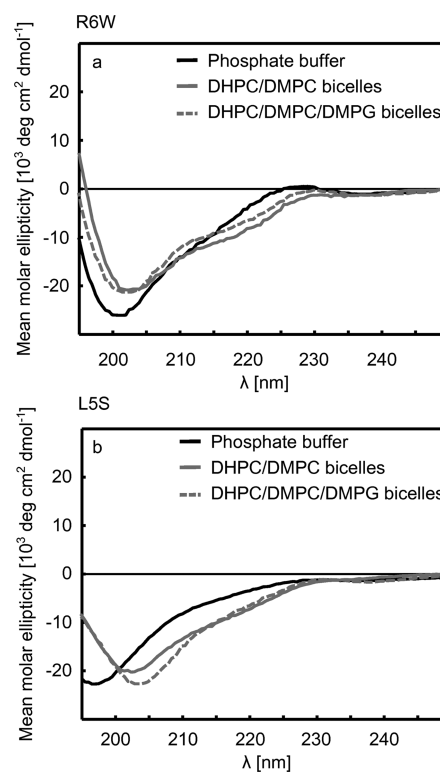 R6W
a
Phosphate buffer
DHPC/DMPC bicelles
DHPC/DMPC/DMPG bicelles
Mean molar ellipticity [10³ deg cm² dmol⁻¹]
20
10
0
-10
-20
200 210 220 230 240
λ [nm]
L5S
b
Phosphate buffer
DHPC/DMPC bicelles
DHPC/DMPC/DMPG bicelles
Mean molar ellipticity [10³ deg cm² dmol⁻¹]
20
10
0
-10
-20
200 210 220 230 240
λ [nm]